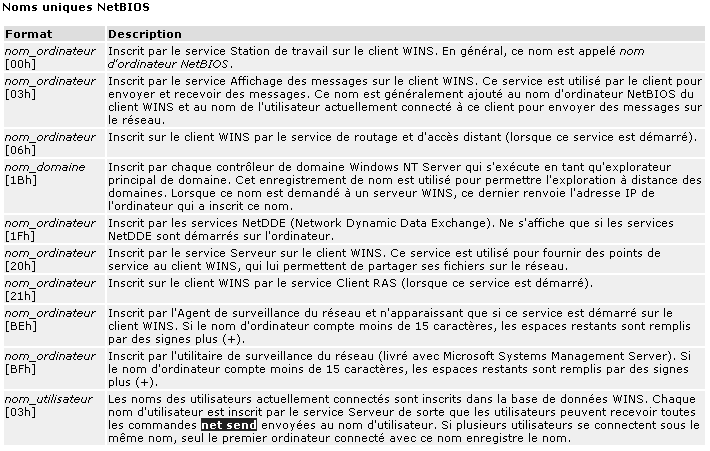 Noms uniques NetBIOS
Format Description
nom_ordinateur Inscrit par le service Station de travail sur le client WINS. En général, ce nom est appelé nom
[00h] d'ordinateur NetBIOS.
nom_ordinateur Inscrit par le service Affichage des messages sur le client WINS. Ce service est utilisé par le client pour
[03h] envoyer et recevoir des messages. Ce nom est généralement ajouté au nom d'ordinateur NetBIOS du
client WINS et au nom de l'utilisateur actuellement connecté à ce client pour envoyer des messages sur
le réseau.
nom_ordinateur Inscrit sur le client WINS par le service de routage et d'accès distant (lorsque ce service est démarré).
[06h]
nom_domaine Inscrit par chaque contrôleur de domaine Windows NT Server qui s'exécute en tant qu'explorateur
[1Bh] principal de domaine. Cet enregistrement de nom est utilisé pour permettre l'exploration à distance des
domaines. Lorsque ce nom est demandé à un serveur WINS, ce dernier renvoie l'adresse IP de
l'ordinateur qui a inscrit ce nom.
nom_ordinateur Inscrit par les services NetDDE (Network Dynamic Data Exchange). Ne s'affiche que si les services
[1Fh] NetDDE sont démarrés sur l'ordinateur.
nom_ordinateur Inscrit par le service Serveur sur le client WINS. Ce service est utilisé pour fournir des points de
[20h] service au client WINS, qui lui permettent de partager ses fichiers sur le réseau.
nom_ordinateur Inscrit sur le client WINS par le service Client RAS (lorsque ce service est démarré).
[21h]
nom_ordinateur Inscrit par l'Agent de surveillance du réseau et n'apparaissant que si ce service est démarré sur le
[BEh] client WINS. Si le nom d'ordinateur compte moins de 15 caractères, les espaces restants sont remplis
par des signes plus (+).
nom_ordinateur Inscrit par l'utilitaire de surveillance du réseau (livré avec Microsoft Systems Management Server). Si
[BFh] le nom d'ordinateur compte moins de 15 caractères, les espaces restants sont remplis par des signes
plus (+).
nom_utilisateur Les noms des utilisateurs actuellement connectés sont inscrits dans la base de données WINS. Chaque
[03h] nom d'utilisateur est inscrit par le service Serveur de sorte que les utilisateurs peuvent recevoir toutes
les commandes net send envoyées au nom d'utilisateur. Si plusieurs utilisateurs se connectent sous le
même nom, seul le premier ordinateur connecté avec ce nom enregistre le nom.